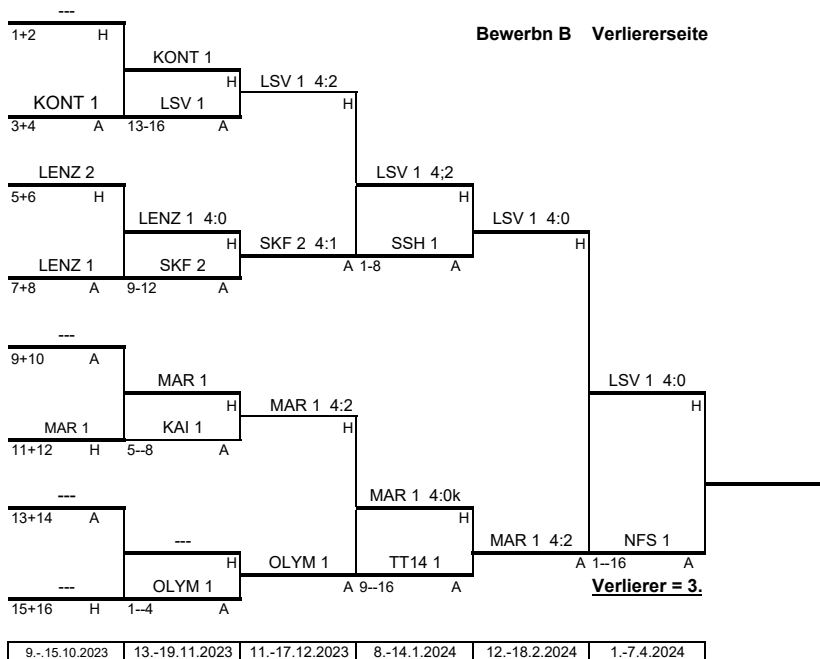 ---
1+2 H
Bewerbn B Verliererseite
KONT 1
H
LSV 1 4:2
H
KONT 1
LSV 1
3+4 A
13-16 A
LENZ 2
LSV 1 4;2
5+6 H
H
LENZ 1 4:0
LSV 1 4:0
H
H
SKF 2 4:1
SSH 1
LENZ 1
SKF 2
A 1-8 A
7+8 A
9-12 A
---
9+10 A
MAR 1
LSV 1 4:0
H
MAR 1 4:2
H
H
MAR 1
KAI 1
11+12 H
5--8 A
---
MAR 1 4:0k
13+14 A
H
---
MAR 1 4:2
NFS 1
H
OLYM 1
TT14 1
A 1--16 A
---
OLYM 1
A 9--16 A
Verlierer = 3.
15+16 H
1--4 A
9.-.15.10.2023 13.-19.11.2023 11.-17.12.2023 8.-14.1.2024 12.-18.2.2024 1.-7.4.2024